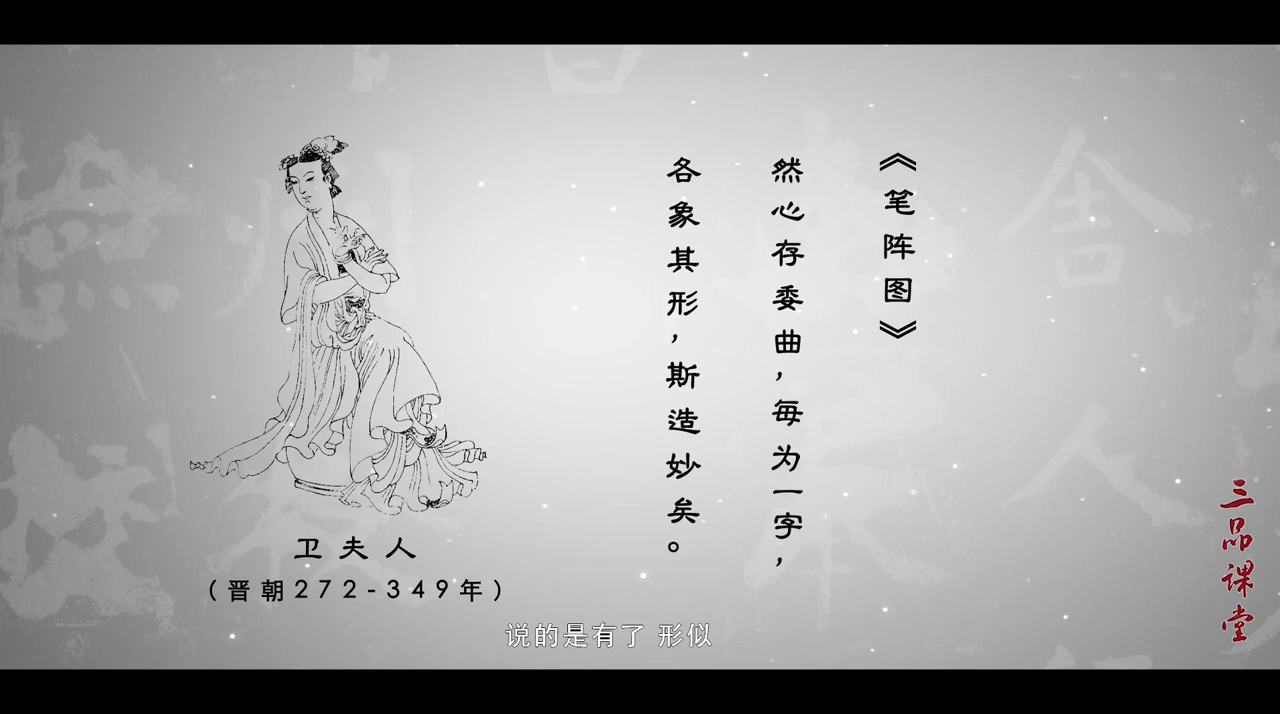 《笔阵图》
然心存委曲,每为一字,
各象其形,斯造妙矣。
卫夫人
(晋朝272-349年)
说的是有了 形似
三品课堂